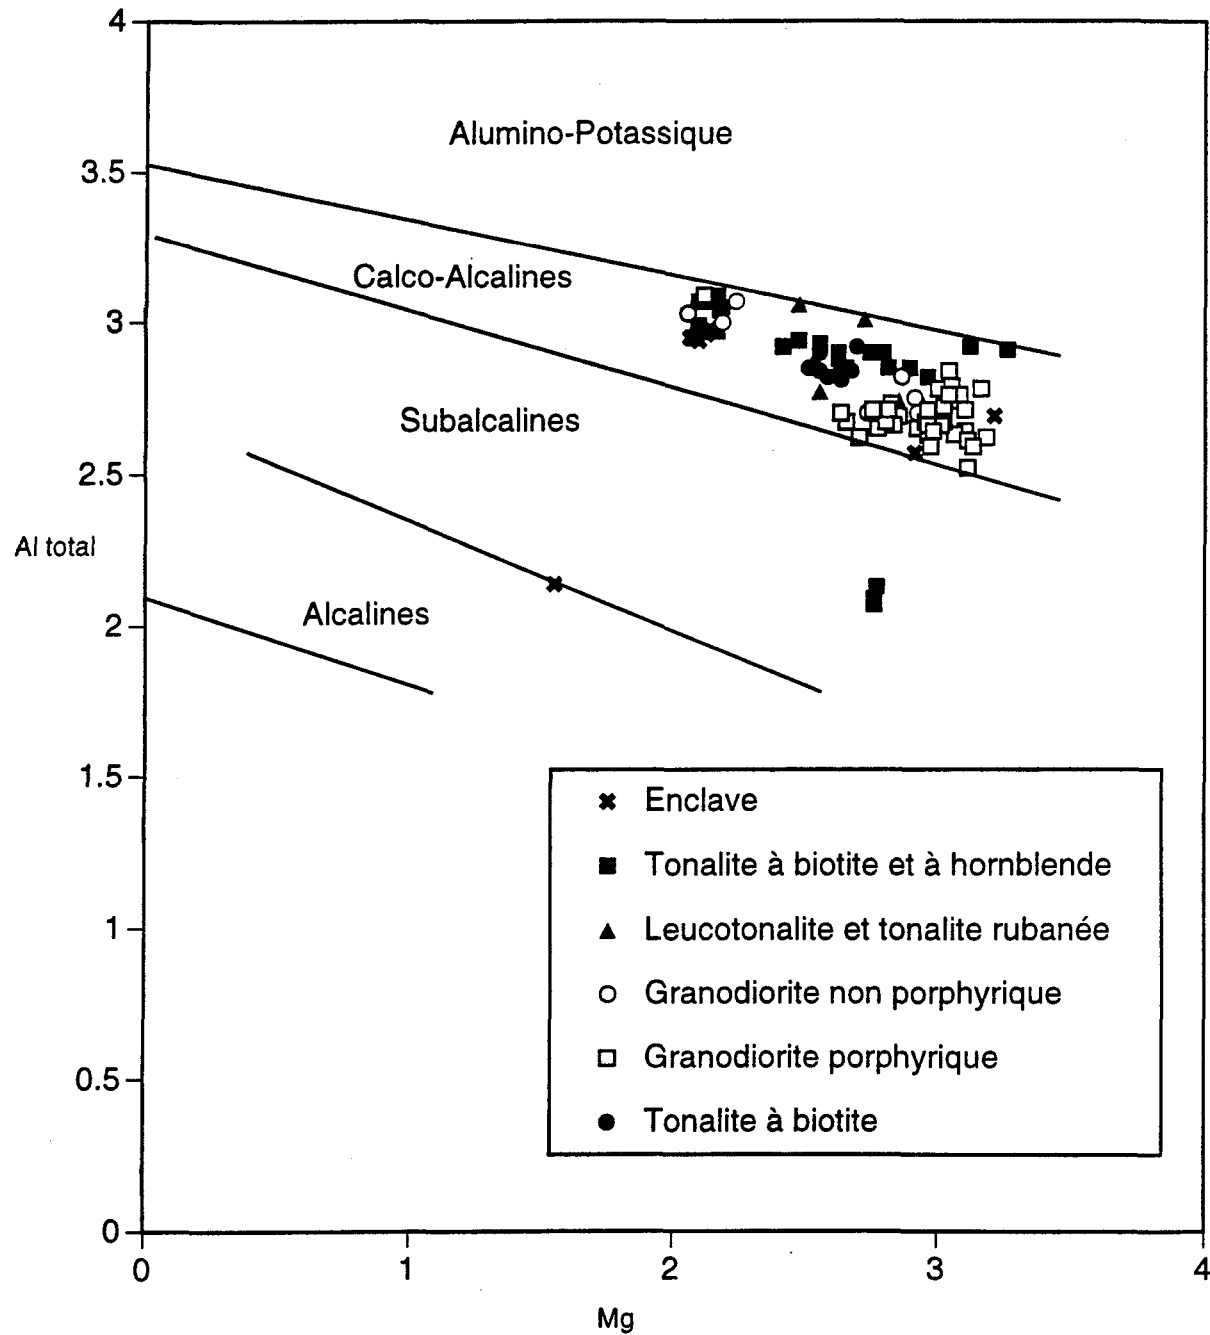 4
Alumino-Potassique
3.5
Calco-Alcalines
3
Subalcalines
2.5
Al total
Alcalines
2
1.5
Enclave
Tonalite à biotite et à hornblende
1
Leucotonalite et tonalite rubanée
Granodiorite non porphyrique
Granodiorite porphyrique
0.5
Tonalite à biotite
0
0 1 2 3 4
Mg